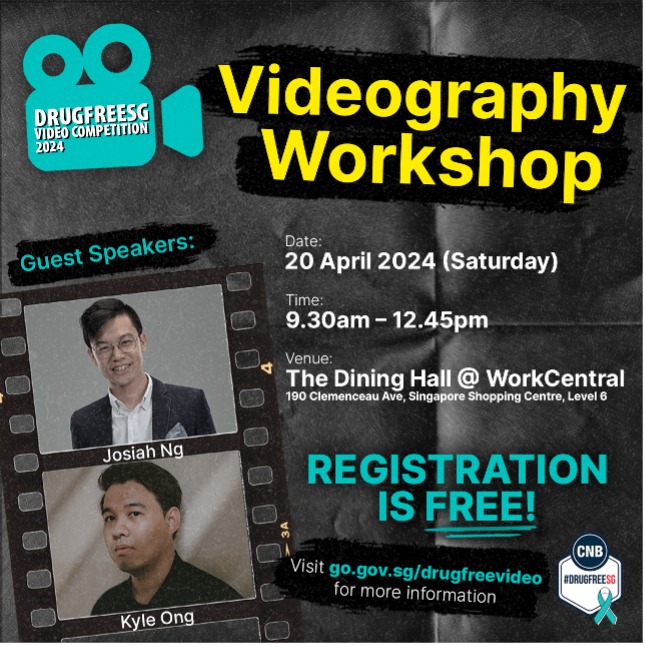 DRUGFREESG
VIDEO COMPETITION
2024
Videography
Workshop
Guest Speakers:
Josiah Ng
Kyle Ong
4
3A
Date:
20 April 2024 (Saturday)
Time:
9.30am – 12.45pm
Venue:
The Dining Hall @ WorkCentral
190 Clemenceau Ave, Singapore Shopping Centre, Level 6
REGISTRATION
IS FREE!
Visit go.gov.sg/drugfreevideo
for more information
CNB
#DRUGFREESG